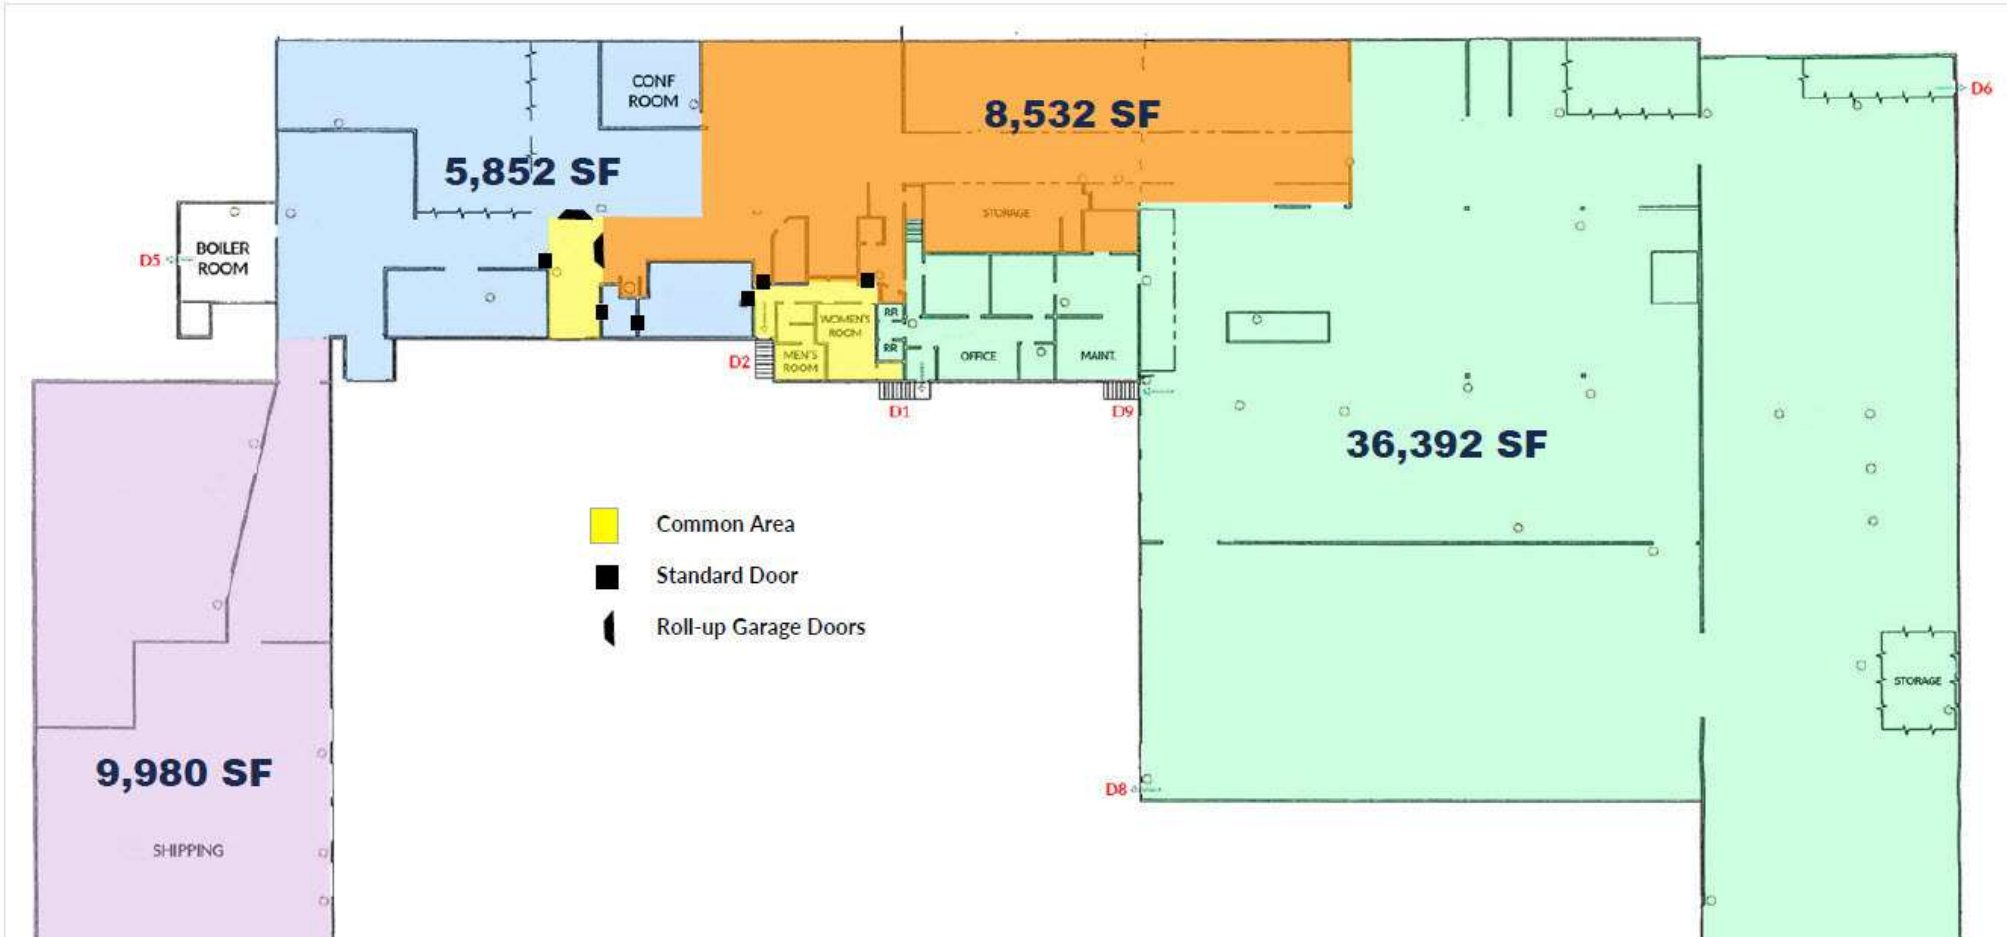 CONF
ROOM
8,532 SF
D6
5,852 SF
STORAGE
BOILER
ROOM
D5
WOMEN'S
ROOM
RR
RR
MEN'S
ROOM
OFFICE
MAINT.
D2
D1
D9
36,392 SF
Common Area
Standard Door
Roll-up Garage Doors
STORAGE
9,980 SF
D8
SHIPPING